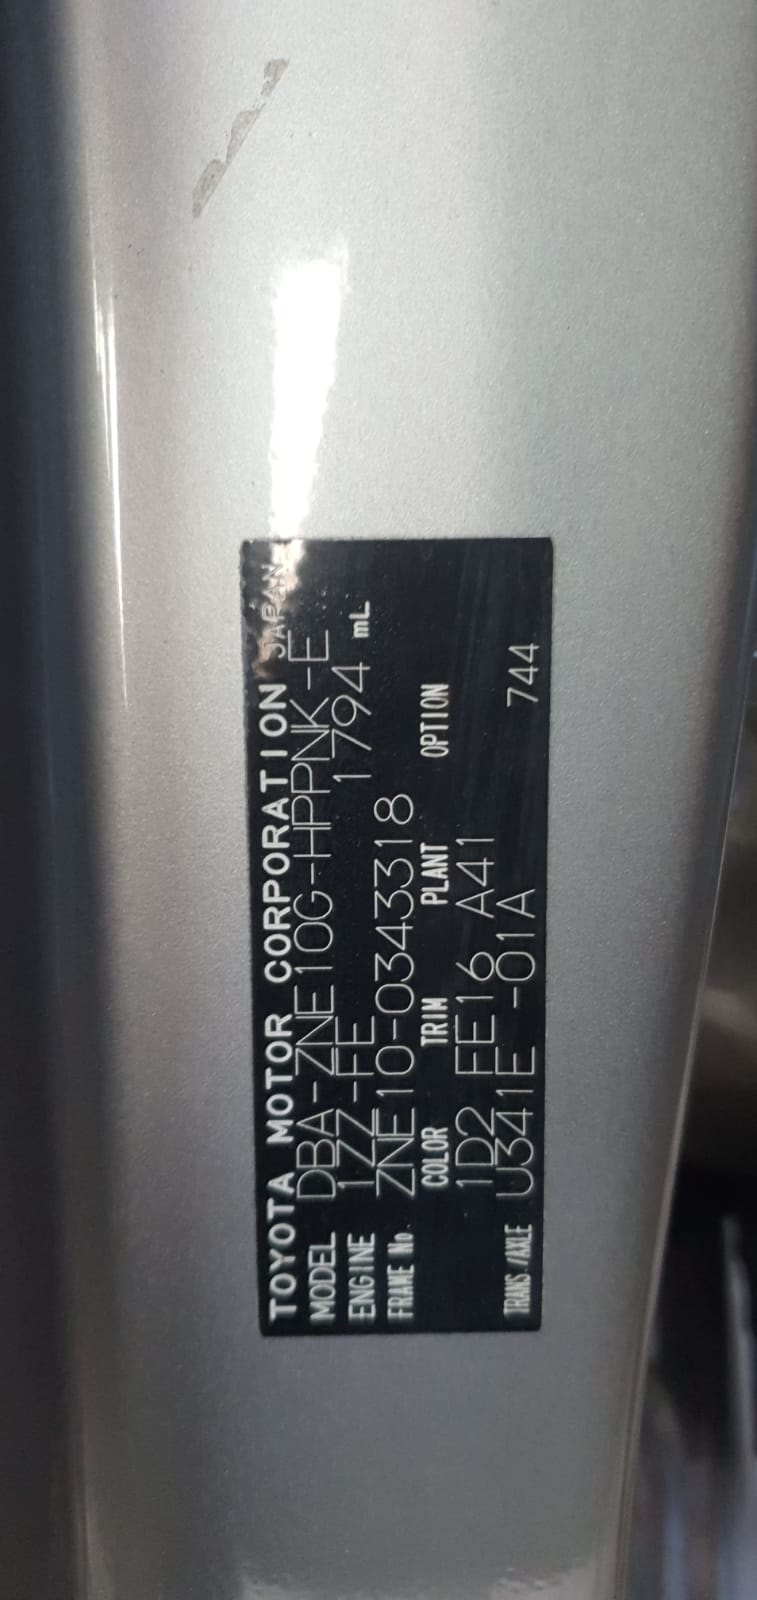 TOYOTA MOTOR CORPORATION JAPAN
MODEL DBA-ZNE10G-HPPNK-E
ENGINE 1ZZ-FE 1794 mL
FRAME No. ZNE10-0343318
COLOR TRIM PLANT OPTION
1D2 FE16 A41
TRANS/AXLE U341E -01A 744